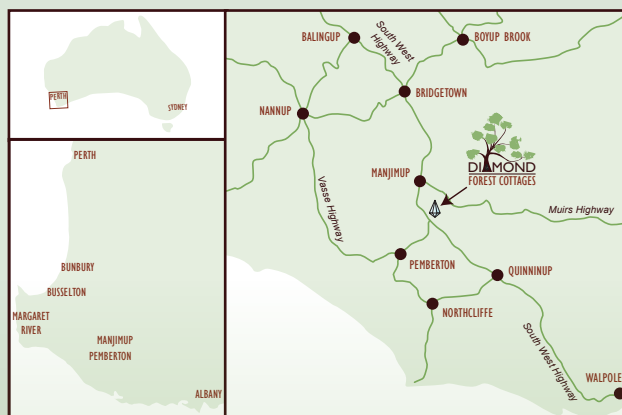 PERTH
SYDNEY
PERTH
BUNBURY
BUSSELTON
MARGARET
RIVER
MANJIMUP
PEMBERTON
ALBANY
BALINGUP
South West
Highway
BOYUP BROOK
BRIDGETOWN
NANNUP
DIAMOND
FOREST COTTAGES
MANJIMUP
Vasse Highway
Muirs Highway
PEMBERTON
QUINNINUP
NORTHCLIFFE
South West Highway
WALPOLE